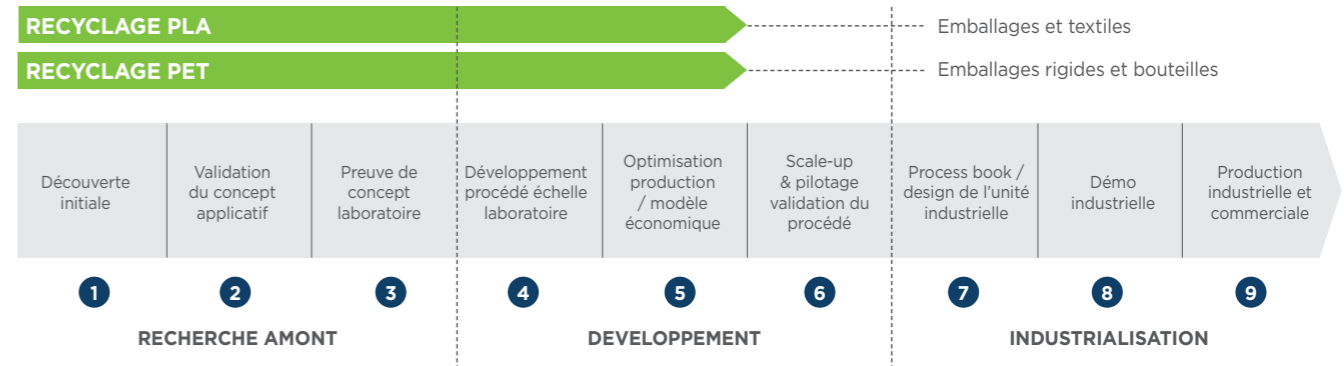 RECYCLAGE PLA
Emballages et textiles
RECYCLAGE PET
Emballages rigides et bouteilles
Découverte
initiale
Validation
du concept
applicatif
Preuve de
concept
laboratoire
Développement
procédé échelle
laboratoire
Optimisation
production
/ modèle
économique
Scale-up
& pilotage
validation du
procédé
Process book /
design de l'unité
industrielle
Démo
industrielle
Production
industrielle et
commerciale
1
2
3
4
5
6
7
8
9
RECHERCHE AMONT
DEVELOPPEMENT
INDUSTRIALISATION